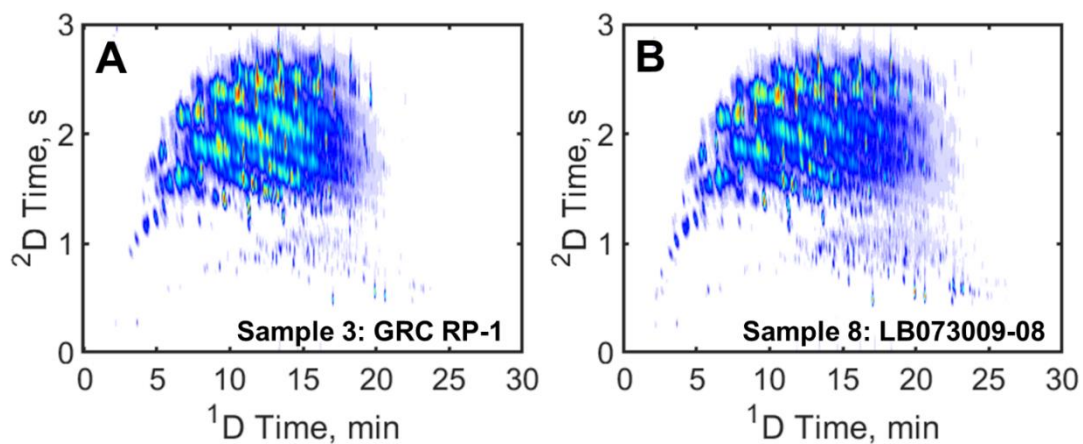 A
B
3
2
1
0
²D Time, s
Sample 3: GRC RP-1
0 5 10 15 20 25 30
¹D Time, min
3
2
1
0
²D Time, s
Sample 8: LB073009-08
0 5 10 15 20 25 30
¹D Time, min